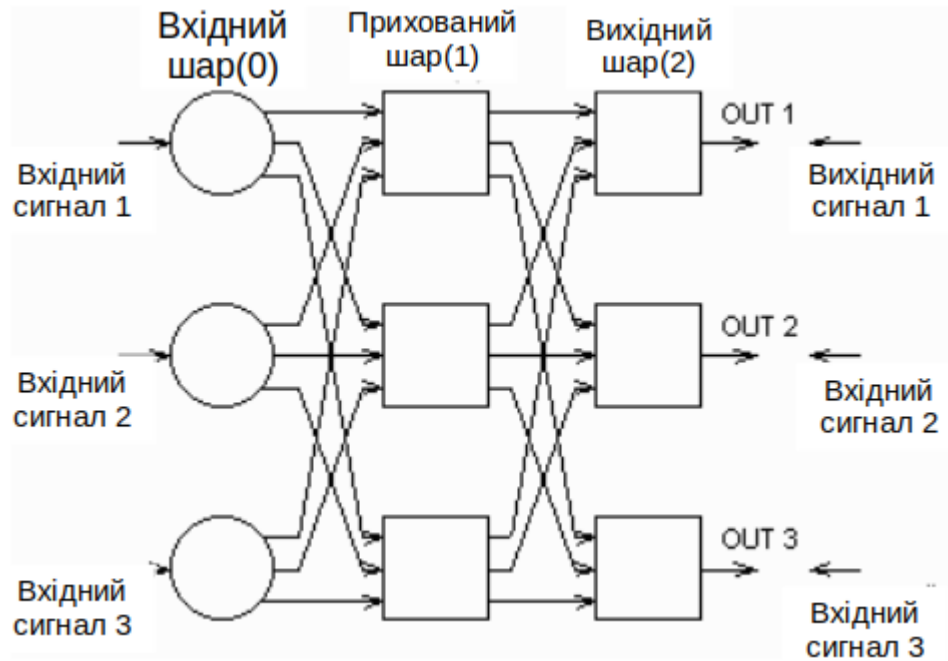 Вхідний
шар(0)
Прихований
шар(1)
Вихідний
шар(2)
OUT 1
Вхідний
сигнал 1
Вихідний
сигнал 1
OUT 2
Вхідний
сигнал 2
Вхідний
сигнал 2
OUT 3
Вхідний
сигнал 3
Вхідний
сигнал 3